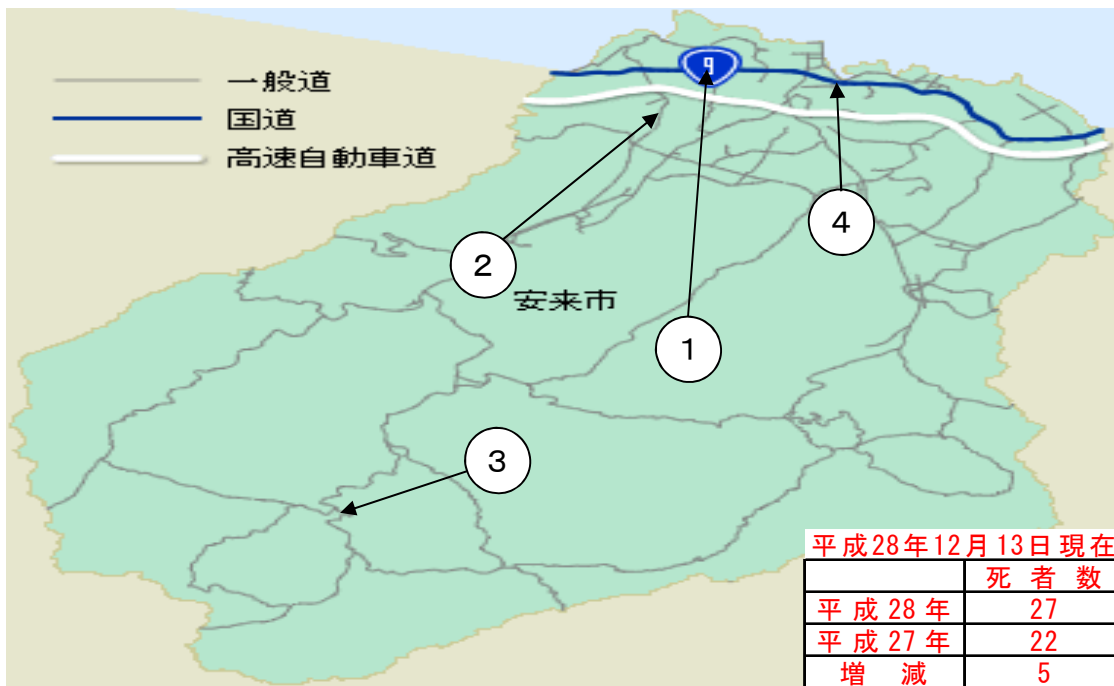 一般道
国道
高速自動車道
9
4
2
安来市
1
3
平成28年12月13日現在
死者数
平成28年 27
平成27年 22
増減 5